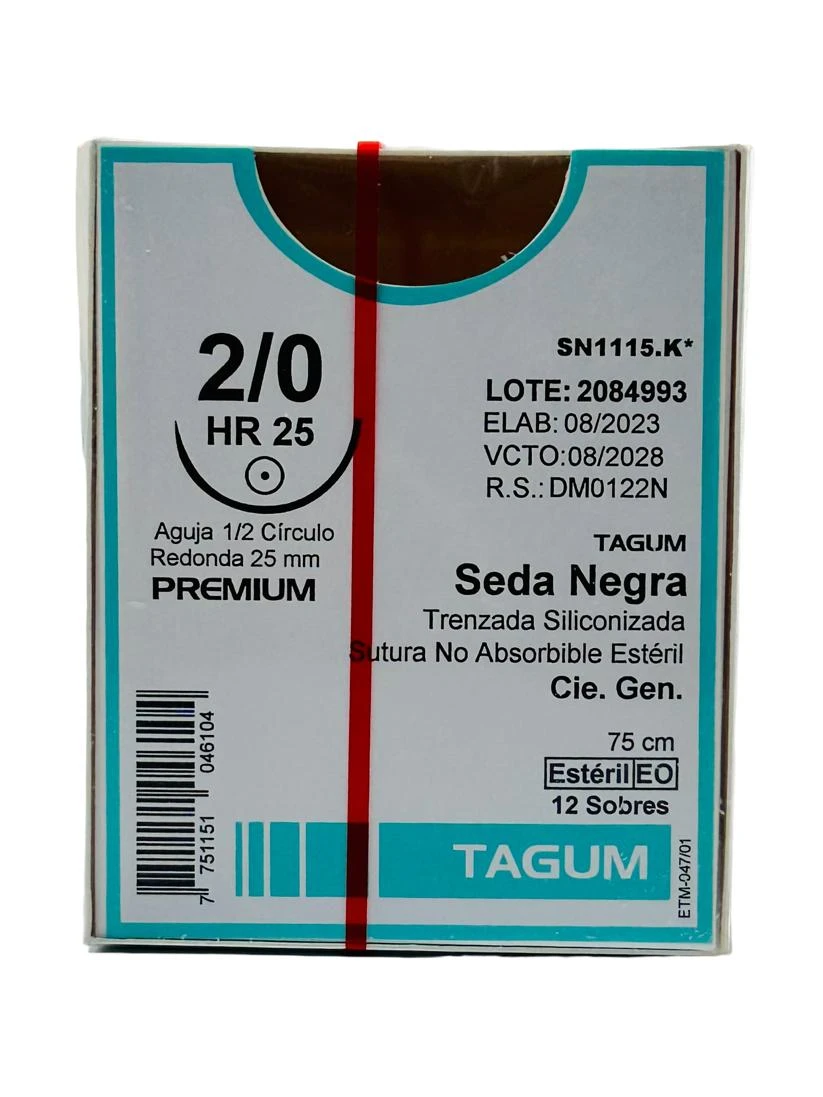 2/0
HR 25
Aguja 1/2 Círculo
Redonda 25 mm
PREMIUM
SN1115.K*
LOTE: 2084993
ELAB: 08/2023
VCTO:08/2028
R.S.: DM0122N
TAGUM
Seda Negra
Trenzada Siliconizada
Sutura No Absorbible Estéril
Cie. Gen.
75 cm
Estéril EO
12 Sobres
7 751151 046104
TAGUM
ETM-047/01